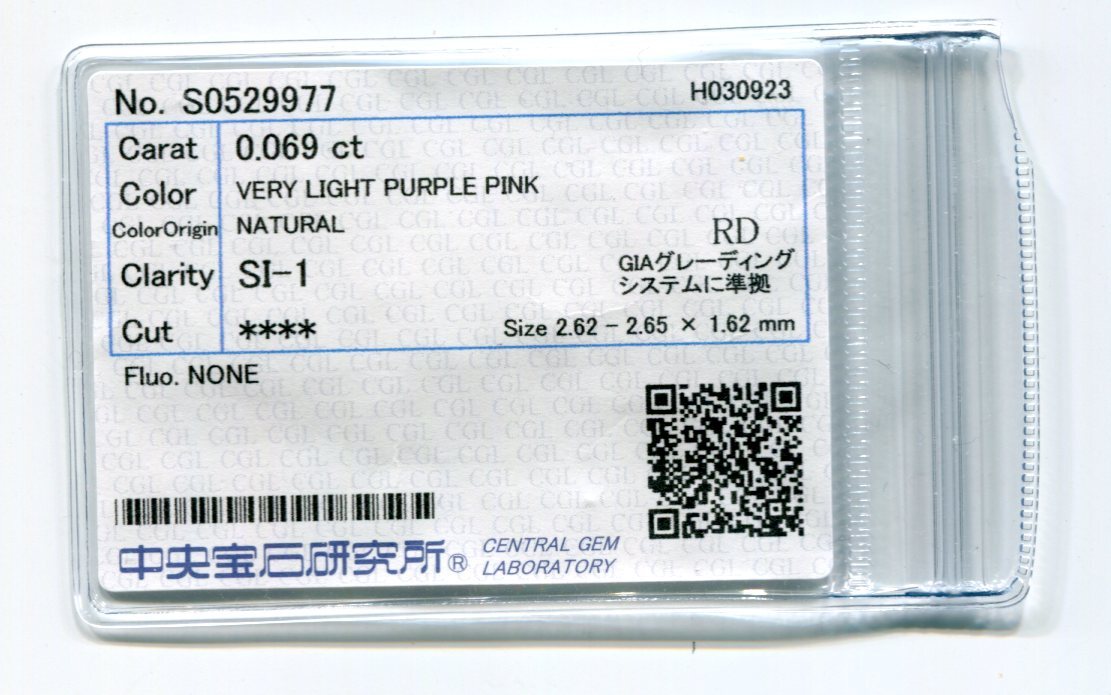 No. S0529977 H030923
Carat 0.069 ct
Color VERY LIGHT PURPLE PINK
ColorOrigin NATURAL
RD
GIAグレーディング
Clarity SI-1
システムに準拠
Cut ****
Size 2.62 - 2.65 × 1.62 mm
Fluo. NONE
中央宝石研究所® CENTRAL GEM
LABORATORY